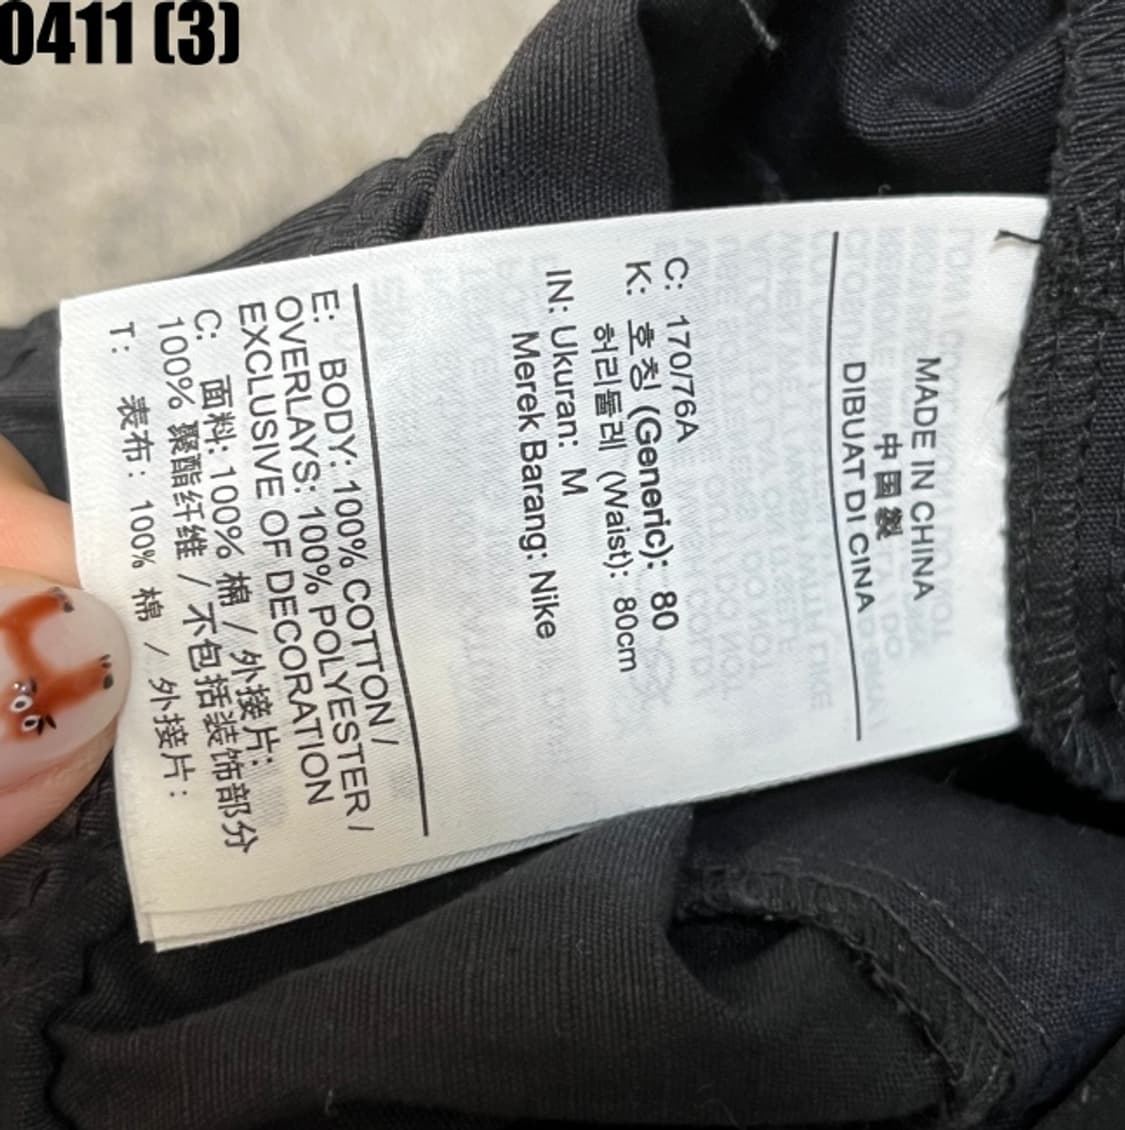 0411 (3)
MADE IN CHINA
中国製
DIBUAT DI CINA
C: 170/76A
K: 호칭 (Generic): 80
허리둘레 (Waist): 80cm
IN: Ukuran: M
Merek Barang: Nike
E: BODY: 100% COTTON /
OVERLAYS: 100% POLYESTER /
EXCLUSIVE OF DECORATION
C: 面料: 100% 棉 / 外接片:
100% 聚酯纤维 / 不包括装饰部分
T: 表布: 100% 棉 / 外接片: